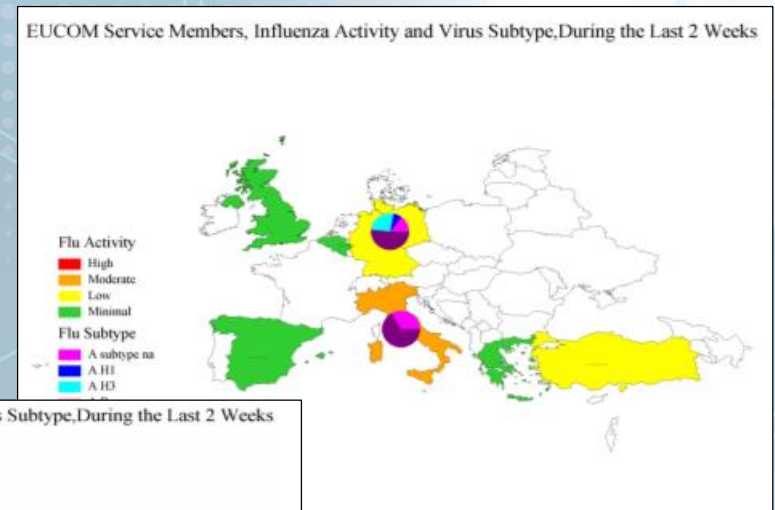 EUCOM Service Members, Influenza Activity and Virus Subtype,During the Last 2 Weeks
Flu Activity
High
Moderate
Low
Minimal
Flu Subtype
A subtype na
A H1
A H3
Subtype,During the Last 2 Weeks